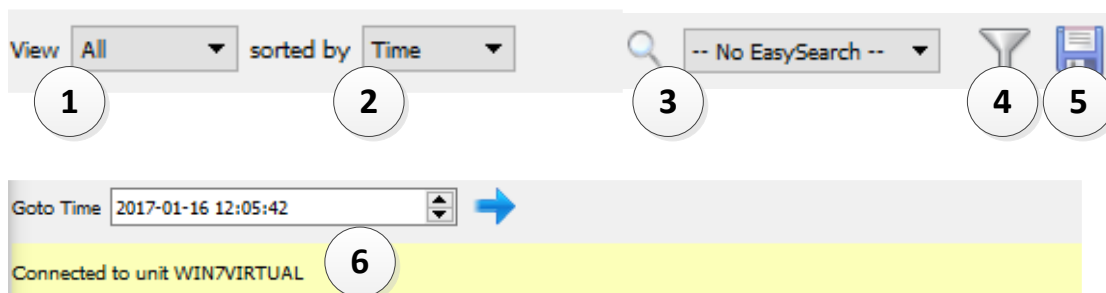 View All sorted by Time -- No EasySearch --
1 2 3 4 5
Goto Time 2017-01-16 12:05:42
6
Connected to unit WIN7VIRTUAL